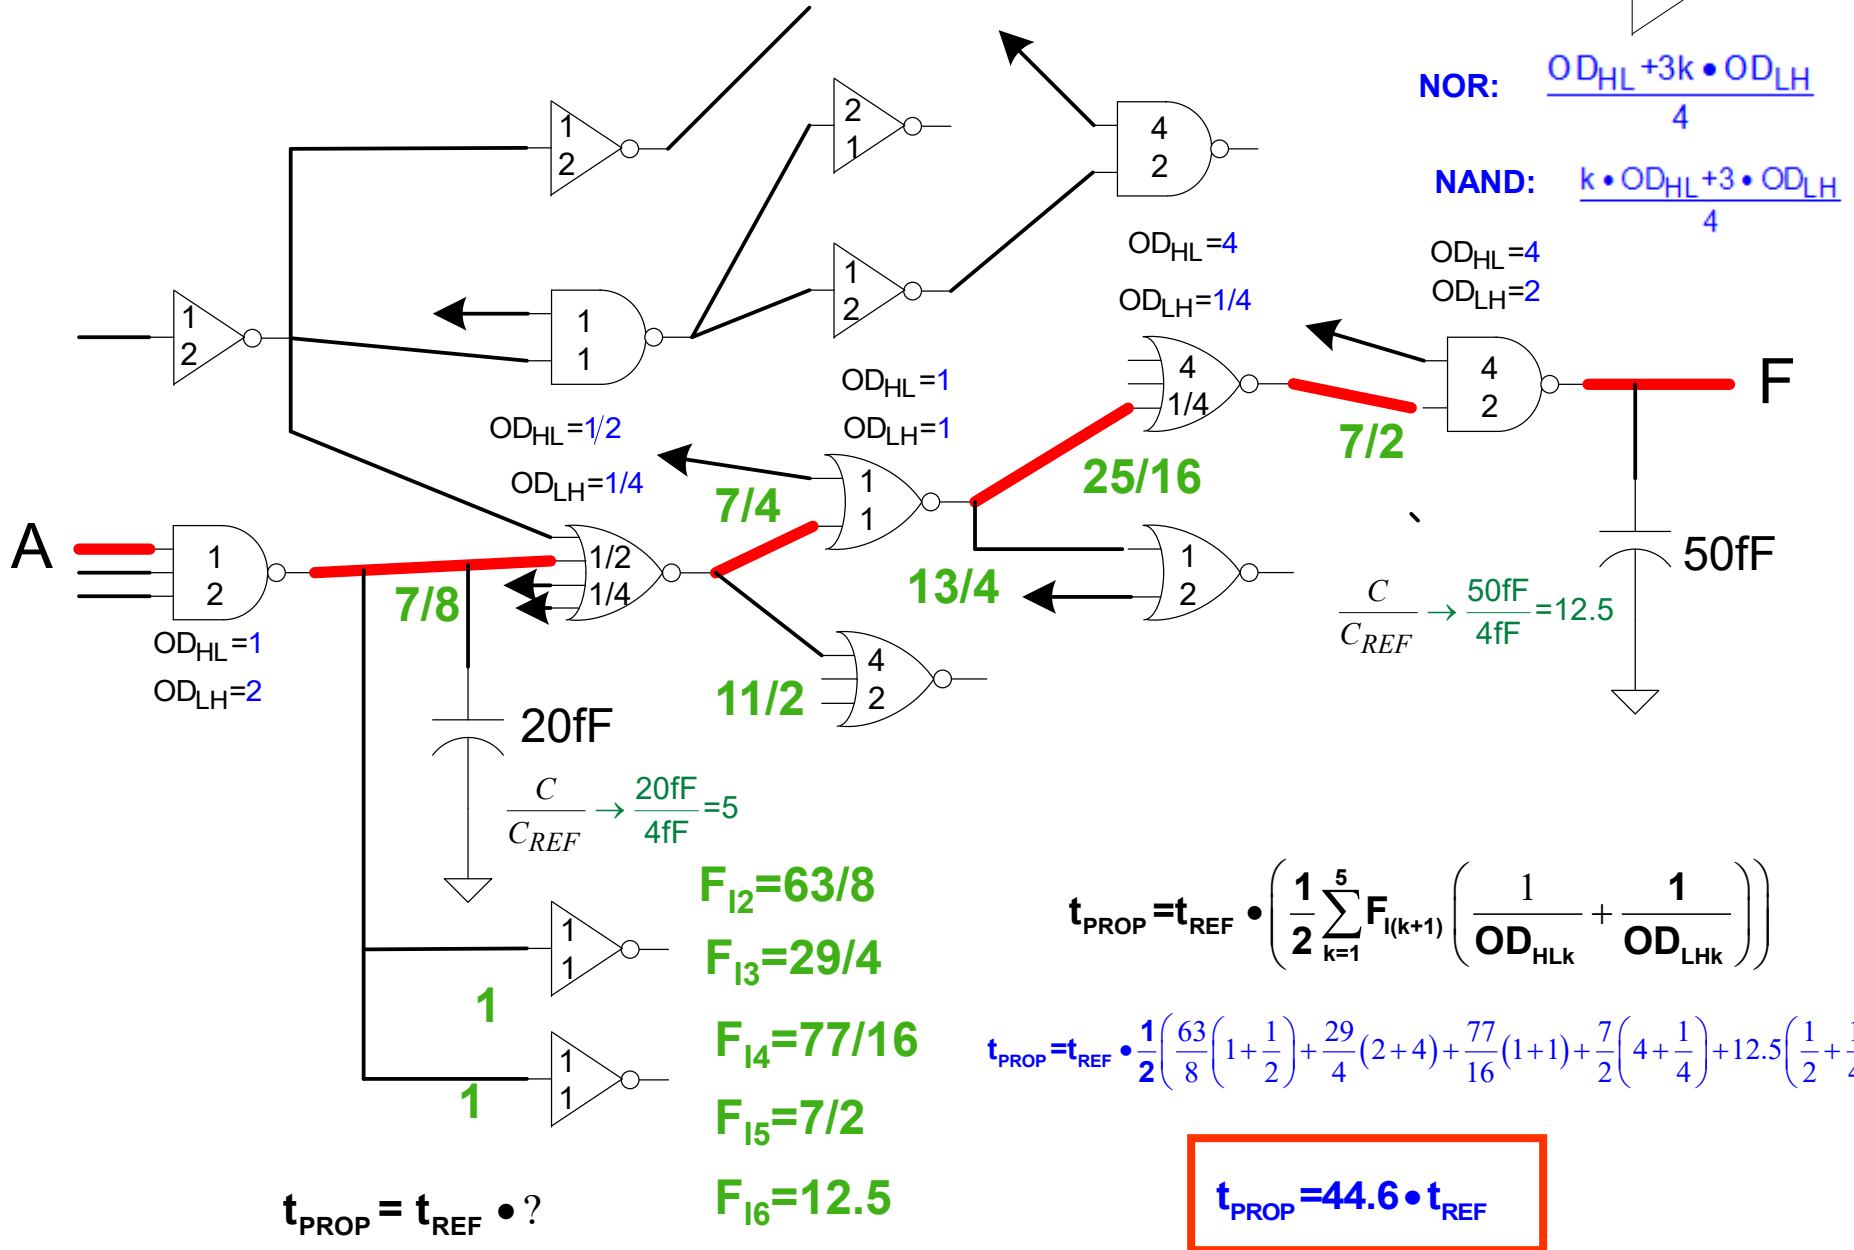 NOR: OD_HL +3k • OD_LH / 4
NAND: k • OD_HL +3 • OD_LH / 4
1
2
2
1
4
2
OD_HL =4
OD_LH =1/4
OD_HL =4
OD_LH =2
1
2
1
1
1
2
4
1/4
4
2
F
OD_HL =1
OD_LH =1
OD_HL =1/2
OD_LH =1/4
7/4
1
1
25/16
7/2
A
1
2
7/8
1/2
1/4
13/4
1
2
50fF
C / C_REF → 50fF / 4fF =12.5
OD_HL =1
OD_LH =2
11/2
4
2
20fF
C / C_REF → 20fF / 4fF =5
1
1
1
1
1
1
F_I2=63/8
F_I3=29/4
F_I4=77/16
F_I5=7/2
F_I6=12.5
t_PROP =t_REF • ( 1/2 ∑_{k=1}^{5} F_I(k+1) ( 1/OD_HLk + 1/OD_LHk ) )
t_PROP =t_REF • 1/2 ( 63/8 ( 1 + 1/2 ) + 29/4 (2+4) + 77/16 (1+1) + 7/2 ( 4 + 1/4 ) +12.5 ( 1/2 + 1/4
t_PROP = t_REF • ?
t_PROP =44.6 • t_REF